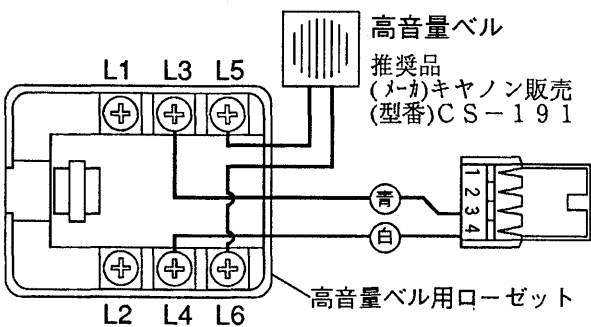 高音量ベル
推奨品
(メーカ)キヤノン販売
(型番)CS－191
L1 L3 L5
1
2
3
4
青
白
L2 L4 L6
高音量ベル用ローゼット